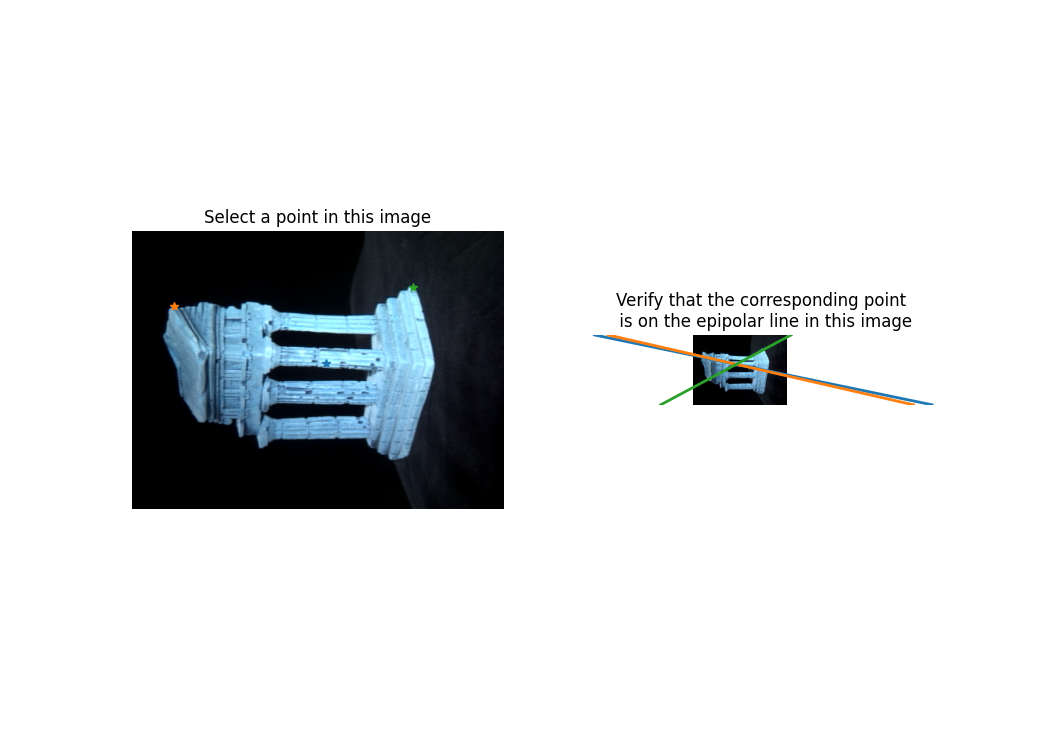 Select a point in this image
Verify that the corresponding point
is on the epipolar line in this image